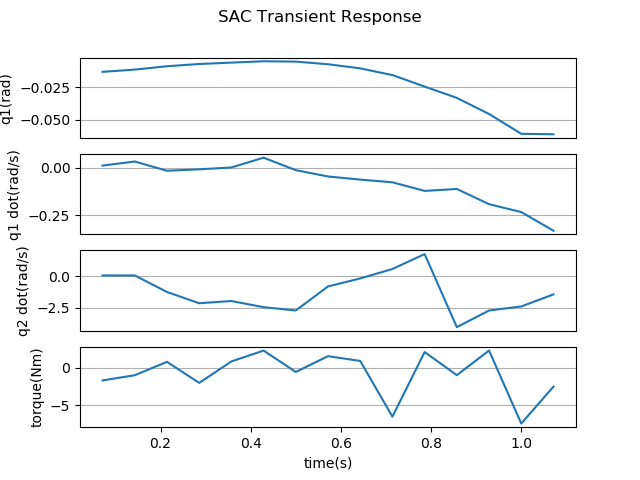 SAC Transient Response
q1(rad)
−0.025
−0.050
q1 dot(rad/s)
0.00
−0.25
q2 dot(rad/s)
0.0
−2.5
torque(Nm)
0
−5
0.2 0.4 0.6 0.8 1.0
time(s)